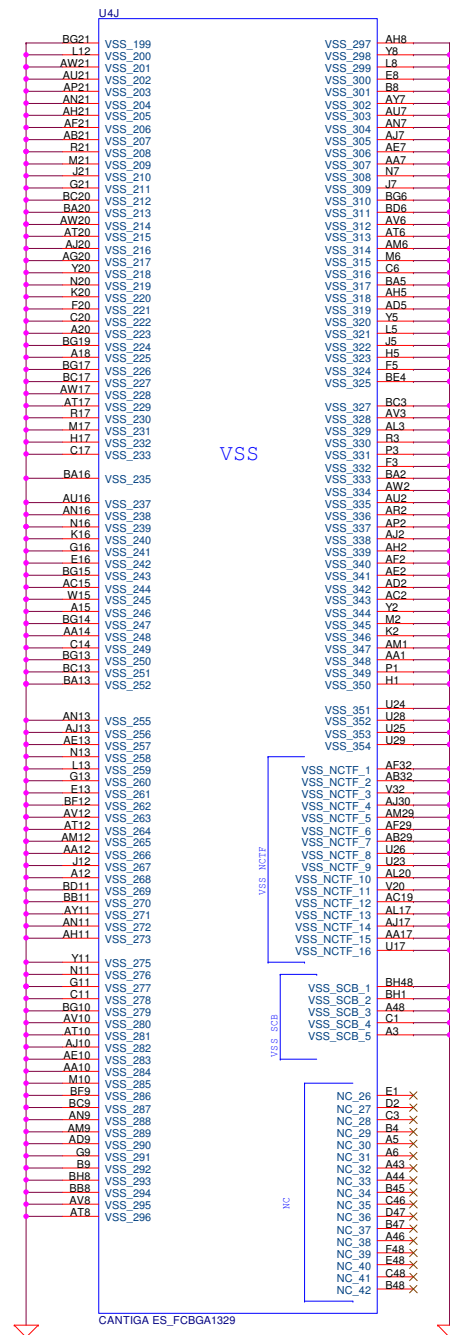 U4J
BG21 VSS_199
L12 VSS_200
AW21 VSS_201
AU21 VSS_202
AP21 VSS_203
AN21 VSS_204
AH21 VSS_205
AF21 VSS_206
AB21 VSS_207
R21 VSS_208
M21 VSS_209
J21 VSS_210
G21 VSS_211
BC20 VSS_212
BA20 VSS_213
AW20 VSS_214
AT20 VSS_215
AJ20 VSS_216
AG20 VSS_217
Y20 VSS_218
N20 VSS_219
K20 VSS_220
F20 VSS_221
C20 VSS_222
A20 VSS_223
BG19 VSS_224
A18 VSS_225
BG17 VSS_226
BC17 VSS_227
AW17 VSS_228
AT17 VSS_229
R17 VSS_230
M17 VSS_231
H17 VSS_232
C17 VSS_233
BA16 VSS_235
AU16 VSS_237
AN16 VSS_238
N16 VSS_239
K16 VSS_240
G16 VSS_241
E16 VSS_242
BG15 VSS_243
AC15 VSS_244
W15 VSS_245
A15 VSS_246
BG14 VSS_247
AA14 VSS_248
C14 VSS_249
BG13 VSS_250
BC13 VSS_251
BA13 VSS_252
AN13 VSS_255
AJ13 VSS_256
AE13 VSS_257
N13 VSS_258
L13 VSS_259
G13 VSS_260
E13 VSS_261
BF12 VSS_262
AV12 VSS_263
AT12 VSS_264
AM12 VSS_265
AA12 VSS_266
J12 VSS_267
A12 VSS_268
BD11 VSS_269
BB11 VSS_270
AY11 VSS_271
AN11 VSS_272
AH11 VSS_273
Y11 VSS_275
N11 VSS_276
G11 VSS_277
C11 VSS_278
BG10 VSS_279
AV10 VSS_280
AT10 VSS_281
AJ10 VSS_282
AE10 VSS_283
AA10 VSS_284
M10 VSS_285
BF9 VSS_286
BC9 VSS_287
AN9 VSS_288
AM9 VSS_289
AD9 VSS_290
G9 VSS_291
B9 VSS_292
BH8 VSS_293
BB8 VSS_294
AV8 VSS_295
AT8 VSS_296
VSS
VSS_297 AH8
VSS_298 Y8
VSS_299 L8
VSS_300 E8
VSS_301 B8
VSS_302 AY7
VSS_303 AU7
VSS_304 AN7
VSS_305 AJ7
VSS_306 AE7
VSS_307 AA7
VSS_308 N7
VSS_309 J7
VSS_310 BG6
VSS_311 BD6
VSS_312 AV6
VSS_313 AT6
VSS_314 AM6
VSS_315 M6
VSS_316 C6
VSS_317 BA5
VSS_318 AH5
VSS_319 AD5
VSS_320 Y5
VSS_321 L5
VSS_322 J5
VSS_323 H5
VSS_324 F5
VSS_325 BE4
VSS_327 BC3
VSS_328 AV3
VSS_329 AL3
VSS_330 R3
VSS_331 P3
VSS_332 F3
VSS_333 BA2
VSS_334 AW2
VSS_335 AU2
VSS_336 AR2
VSS_337 AP2
VSS_338 AJ2
VSS_339 AH2
VSS_340 AF2
VSS_341 AE2
VSS_342 AD2
VSS_343 AC2
VSS_344 Y2
VSS_345 M2
VSS_346 K2
VSS_347 AM1
VSS_348 AA1
VSS_349 P1
VSS_350 H1
VSS_351 U24
VSS_352 U28
VSS_353 U25
VSS_354 U29
VSS NCTF
VSS_NCTF_1 AF32
VSS_NCTF_2 AB32
VSS_NCTF_3 V32
VSS_NCTF_4 AJ30
VSS_NCTF_5 AM29
VSS_NCTF_6 AF29
VSS_NCTF_7 AB29
VSS_NCTF_8 U26
VSS_NCTF_9 U23
VSS_NCTF_10 AL20
VSS_NCTF_11 V20
VSS_NCTF_12 AC19
VSS_NCTF_13 AL17
VSS_NCTF_14 AJ17
VSS_NCTF_15 AA17
VSS_NCTF_16 U17
VSS SCB
VSS_SCB_1 BH48
VSS_SCB_2 BH1
VSS_SCB_3 A48
VSS_SCB_4 C1
VSS_SCB_5 A3
NC
NC_26 E1
NC_27 D2
NC_28 C3
NC_29 B4
NC_30 A5
NC_31 A6
NC_32 A43
NC_33 A44
NC_34 B45
NC_35 C46
NC_36 D47
NC_37 B47
NC_38 A46
NC_39 F48
NC_40 E48
NC_41 C48
NC_42 B48
CANTIGA ES_FCBGA1329